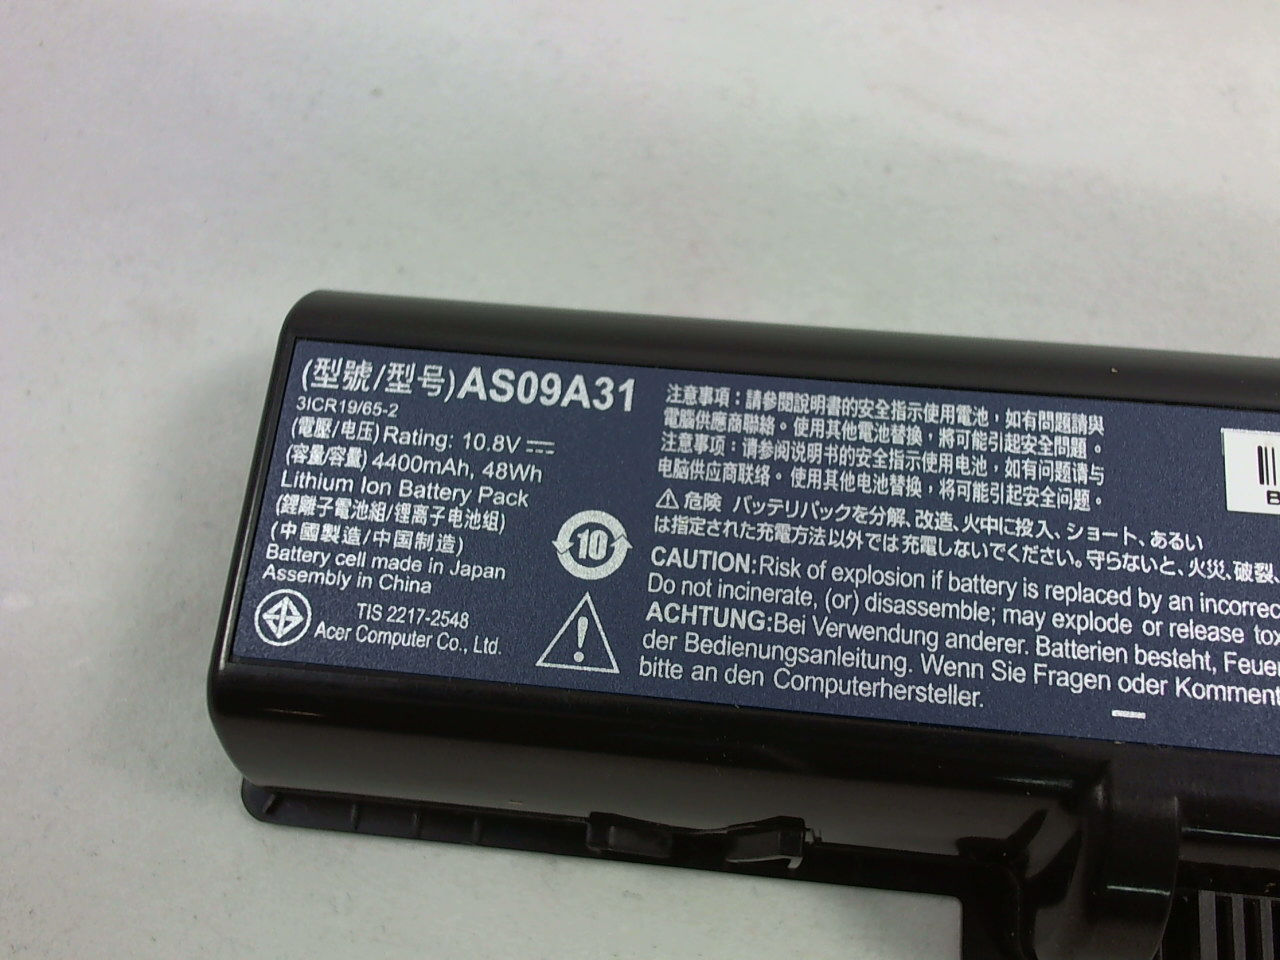 (型號/型号)AS09A31
3ICR19/65-2
(電壓/电压) Rating: 10.8V
(容量/容量) 4400mAh, 48Wh
Lithium Ion Battery Pack
(鋰離子電池組/锂离子电池组)
(中國製造/中国制造)
Battery cell made in Japan
Assembly in China
TIS 2217-2548
Acer Computer Co., Ltd.
10
注意事項：請參閱說明書的安全指示使用電池，如有問題請與
電腦供應商聯絡。使用其他電池替換，將可能引起安全問題。
注意事项：请参阅说明书的安全指示使用电池，如有问题请与
电脑供应商联络。使用其他电池替换，将可能引起安全问题。
⚠危険 バッテリパックを分解、改造、火中に投入、ショート、あるい
は指定された充電方法以外では充電しないでください。守らないと、火災、破裂、
CAUTION:Risk of explosion if battery is replaced by an incorrec
Do not incinerate, (or) disassemble; may explode or release tox
ACHTUNG:Bei Verwendung anderer. Batterien besteht, Feue
der Bedienungsanleitung. Wenn Sie Fragen oder Komment
bitte an den Computerhersteller.
B